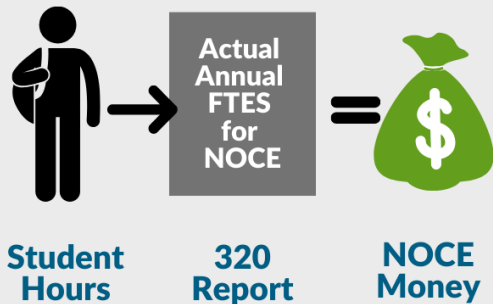 Actual
Annual
FTES
for
NOCE
$
Student
Hours
320
Report
NOCE
Money